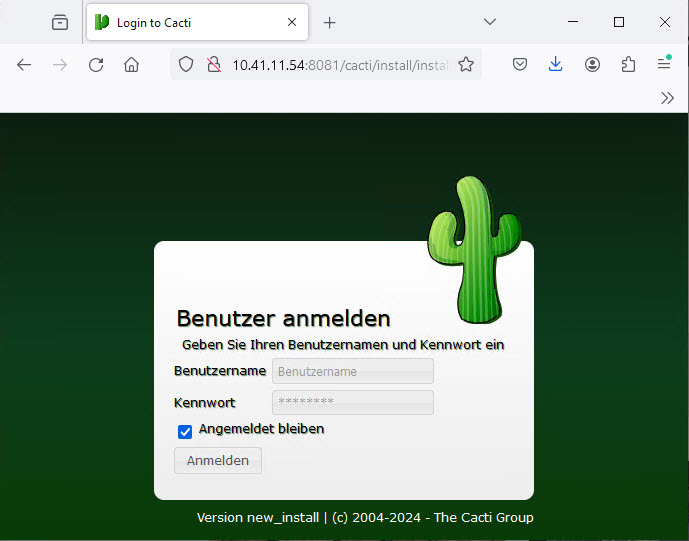 Login to Cacti
10.41.11.54:8081/cacti/install/instal
Benutzer anmelden
Geben Sie Ihren Benutzernamen und Kennwort ein
Benutzername Benutzername
Kennwort ********
Angemeldet bleiben
Anmelden
Version new_install | (c) 2004-2024 - The Cacti Group